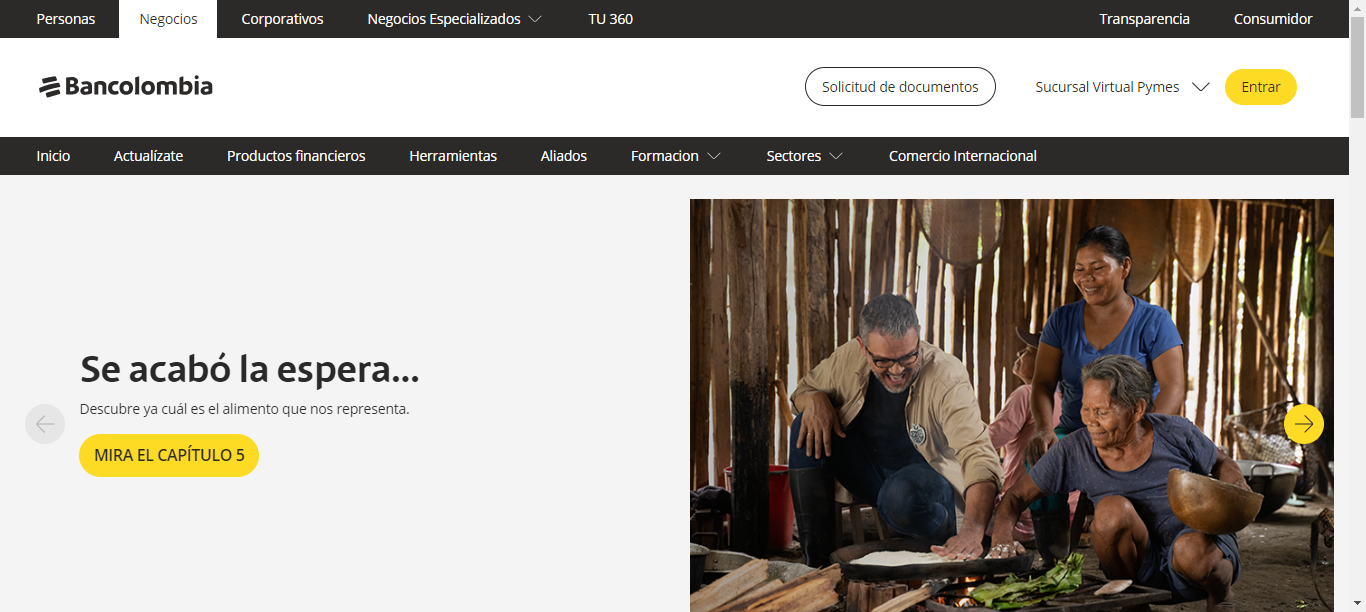 Personas Negocios Corporativos Negocios Especializados TU 360 Transparencia Consumidor
Bancolombia Solicitud de documentos Sucursal Virtual Pymes Entrar
Inicio Actualízate Productos financieros Herramientas Aliados Formacion Sectores Comercio Internacional
Se acabó la espera...
Descubre ya cuál es el alimento que nos representa.
MIRA EL CAPÍTULO 5